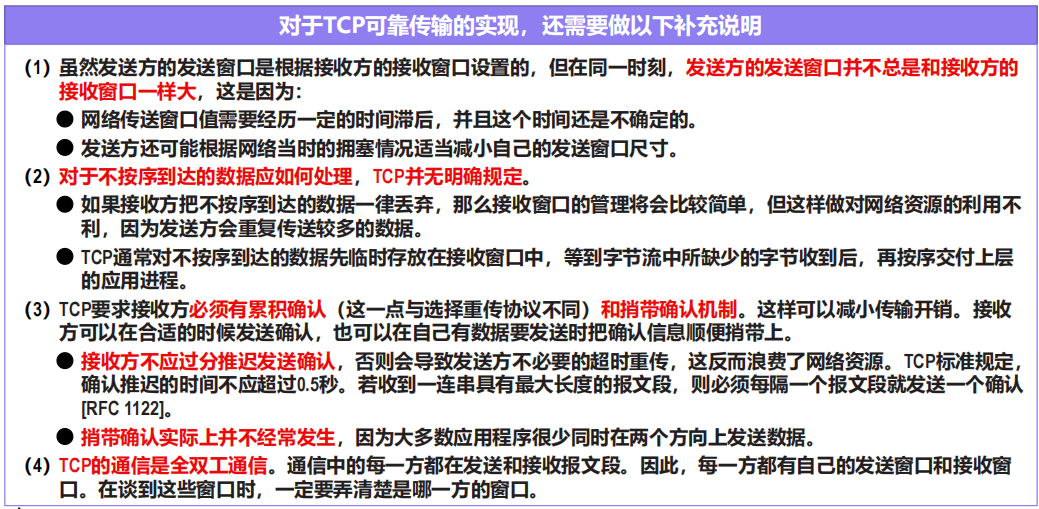 对于TCP可靠传输的实现，还需要做以下补充说明
（1）虽然发送方的发送窗口是根据接收方的接收窗口设置的，但在同一时刻，发送方的发送窗口并不总是和接收方的
接收窗口一样大，这是因为：
● 网络传送窗口值需要经历一定的时间滞后，并且这个时间还是不确定的。
● 发送方还可能根据网络当时的拥塞情况适当减小自己的发送窗口尺寸。
（2）对于不按序到达的数据应如何处理，TCP并无明确规定。
● 如果接收方把不按序到达的数据一律丢弃，那么接收窗口的管理将会比较简单，但这样做对网络资源的利用不
利，因为发送方会重复传送较多的数据。
● TCP通常对不按序到达的数据先临时存放在接收窗口中，等到字节流中所缺少的字节收到后，再按序交付上层
的应用进程。
（3）TCP要求接收方必须有累积确认（这一点与选择重传协议不同）和捎带确认机制。这样可以减小传输开销。接收
方可以在合适的时候发送确认，也可以在自己有数据要发送时把确认信息顺便捎带上。
● 接收方不应过分推迟发送确认，否则会导致发送方不必要的超时重传，这反而浪费了网络资源。TCP标准规定，
确认推迟的时间不应超过0.5秒。若收到一连串具有最大长度的报文段，则必须每隔一个报文段就发送一个确认
[RFC 1122]。
● 捎带确认实际上并不经常发生，因为大多数应用程序很少同时在两个方向上发送数据。
（4）TCP的通信是全双工通信。通信中的每一方都在发送和接收报文段。因此，每一方都有自己的发送窗口和接收窗
口。在谈到这些窗口时，一定要弄清楚是哪一方的窗口。